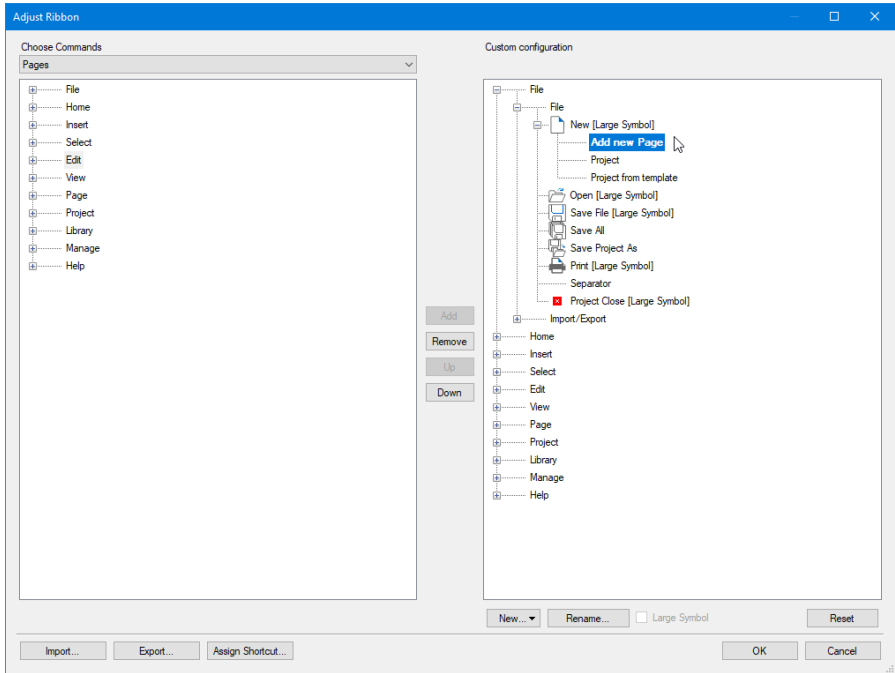 Adjust Ribbon
Choose Commands
Pages
File
Home
Insert
Select
Edit
View
Page
Project
Library
Manage
Help
Add
Remove
Up
Down
Custom configuration
File
File
New [Large Symbol]
Add new Page
Project
Project from template
Open [Large Symbol]
Save File [Large Symbol]
Save All
Save Project As
Print [Large Symbol]
Separator
Project Close [Large Symbol]
Import/Export
Home
Insert
Select
Edit
View
Page
Project
Library
Manage
Help
New...
Rename...
Large Symbol
Reset
Import...
Export...
Assign Shortcut...
OK
Cancel